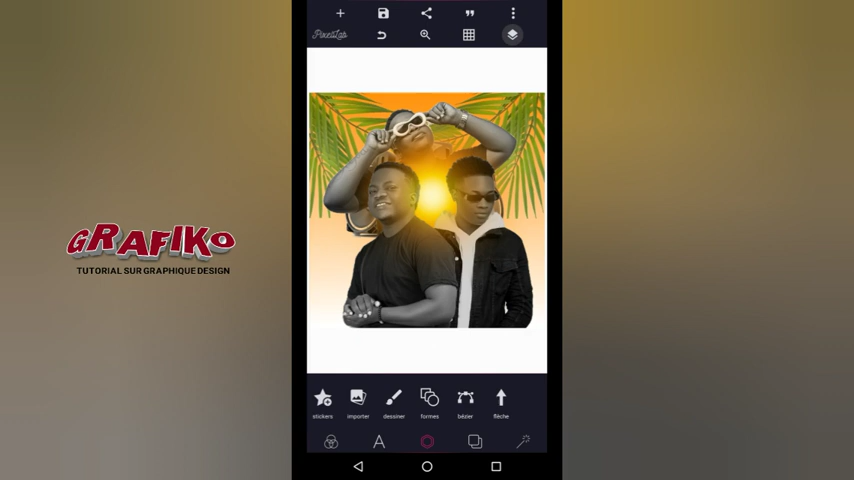 PixelLab
GRAFIKO
TUTORIAL SUR GRAPHIQUE DESIGN
stickers
importer
dessiner
formes
bézier
flèche
A